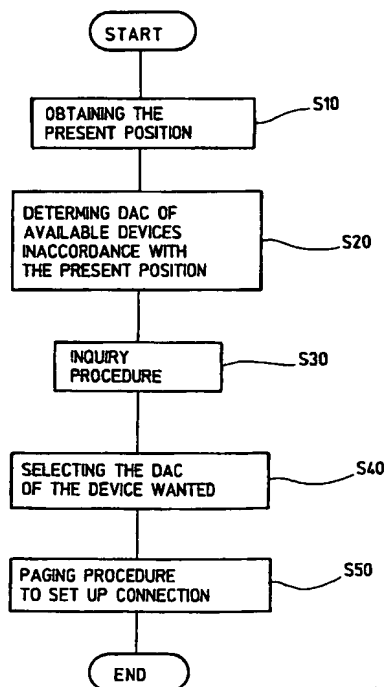 START
OBTAINING THE
PRESENT POSITION
S10
DETERMING DAC OF
AVAILABLE DEVICES
INACCORDANCE WITH
THE PRESENT POSITION
S20
INQUIRY
PROCEDURE
S30
SELECTING THE DAC
OF THE DEVICE WANTED
S40
PAGING PROCEDURE
TO SET UP CONNECTION
S50
END